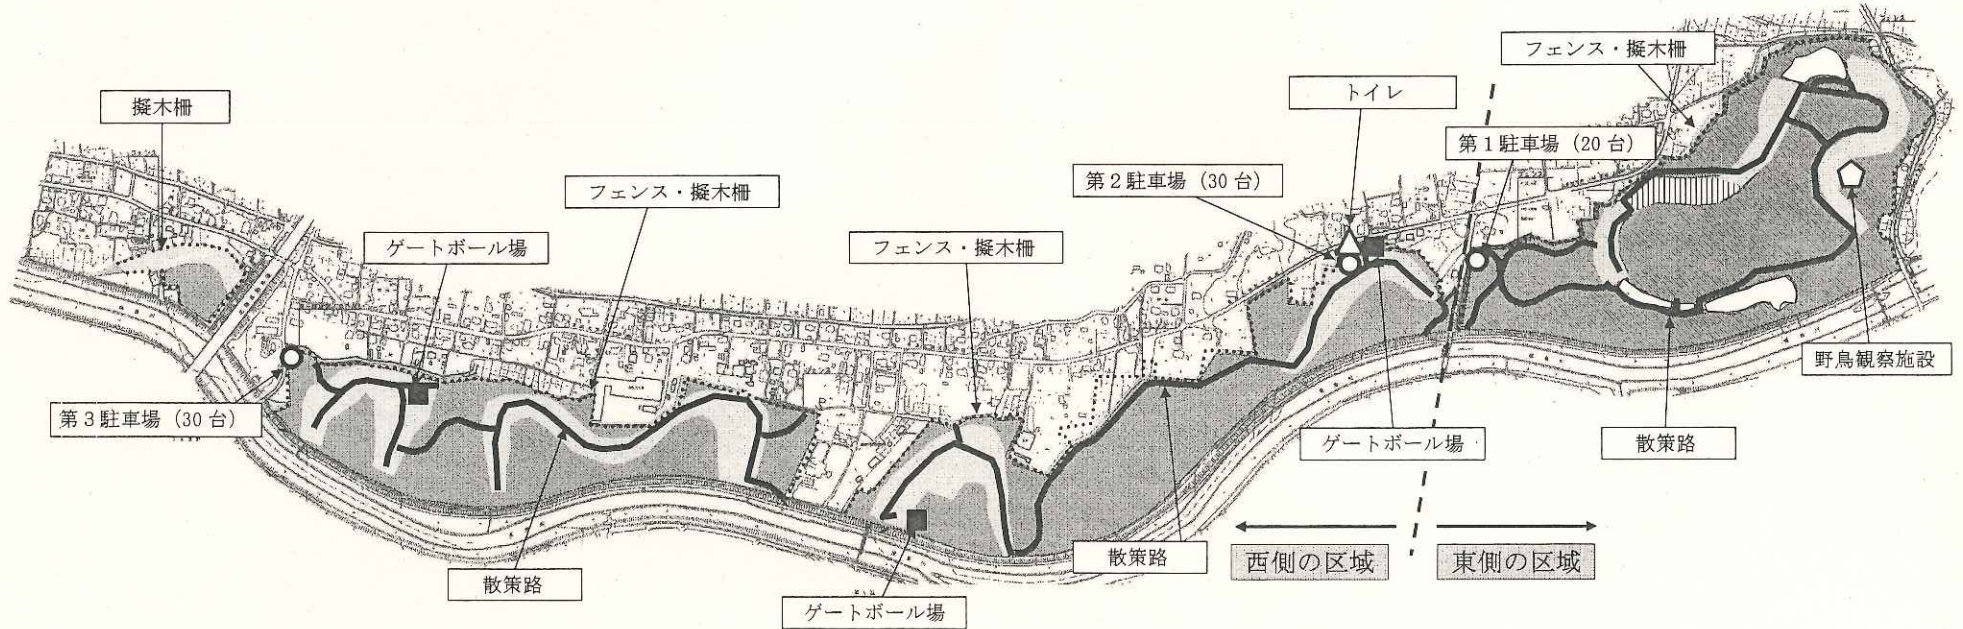 フェンス・擬木柵
トイレ
擬木柵
第1駐車場（20台）
第2駐車場（30台）
フェンス・擬木柵
フェンス・擬木柵
ゲートボール場
野鳥観察施設
第3駐車場（30台）
ゲートボール場
散策路
散策路
西側の区域
東側の区域
散策路
ゲートボール場